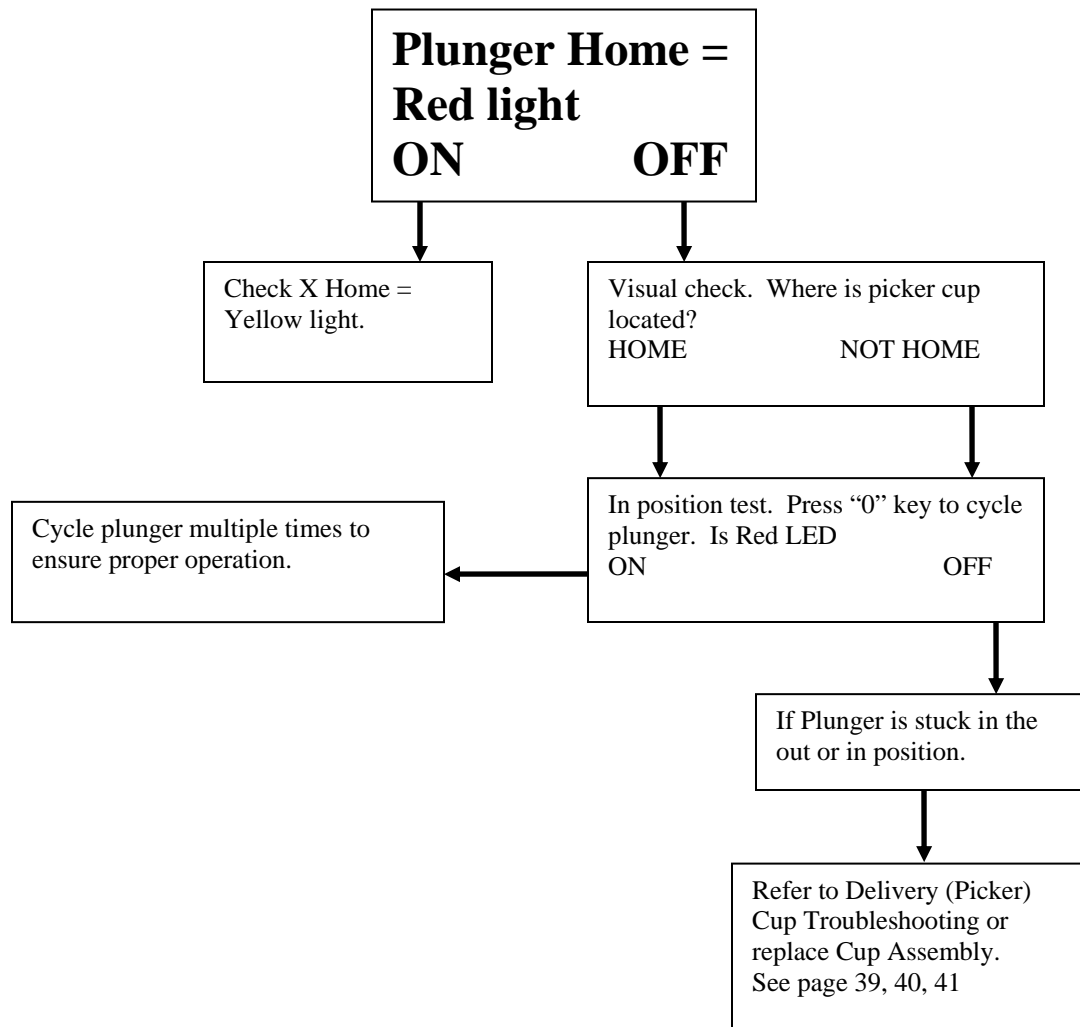 Plunger Home =
Red light
ON OFF
Check X Home =
Yellow light.
Visual check. Where is picker cup
located?
HOME NOT HOME
In position test. Press “0” key to cycle
plunger. Is Red LED
ON OFF
Cycle plunger multiple times to
ensure proper operation.
If Plunger is stuck in the
out or in position.
Refer to Delivery (Picker)
Cup Troubleshooting or
replace Cup Assembly.
See page 39, 40, 41